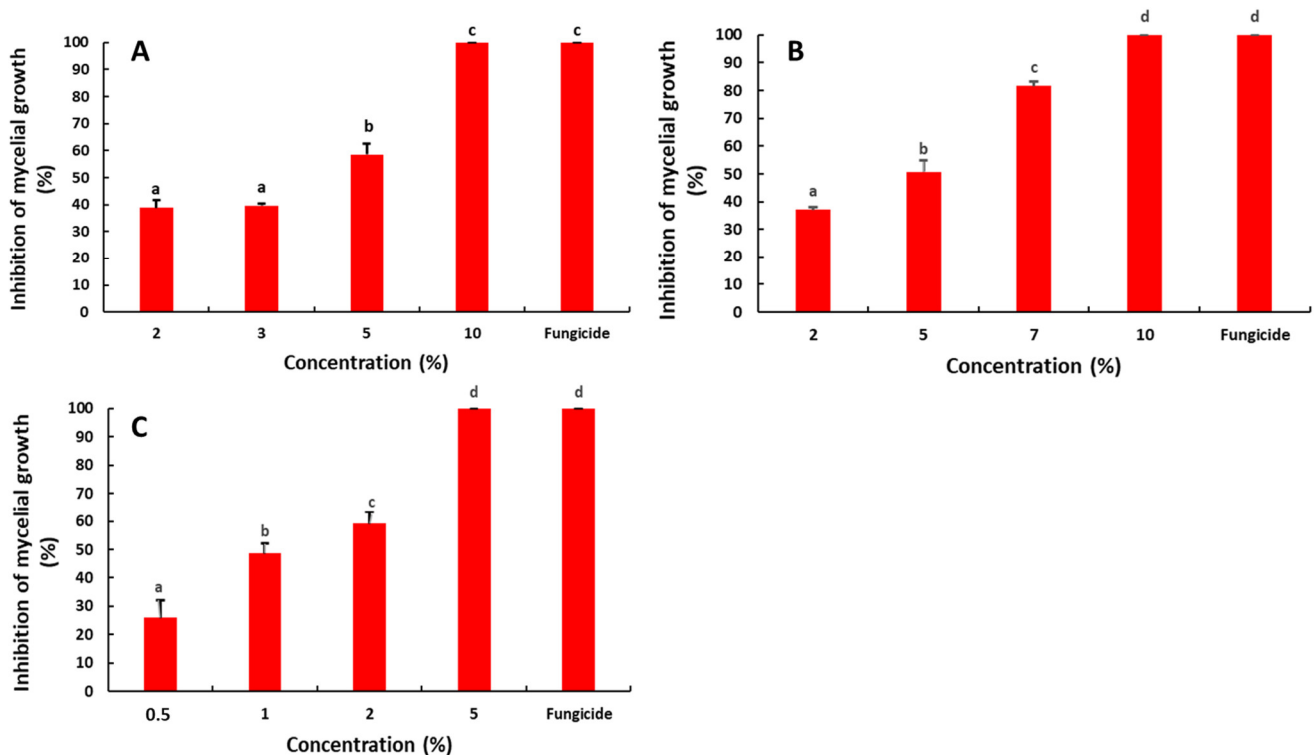 A
c c
100
90
80
70
60
50
40
30
20
10
0
b
a a
Inhibition of mycelial growth
(%)
2 3 5 10 Fungicide
Concentration (%)
B
d d
100
90
80
70
60
50
40
30
20
10
0
c
b
a
Inhibition of mycelial growth
(%)
2 5 7 10 Fungicide
Concentration (%)
C
d d
100
90
80
70
60
50
40
30
20
10
0
c
b
a
Inhibition of mycelial growth
(%)
0.5 1 2 5 Fungicide
Concentration (%)